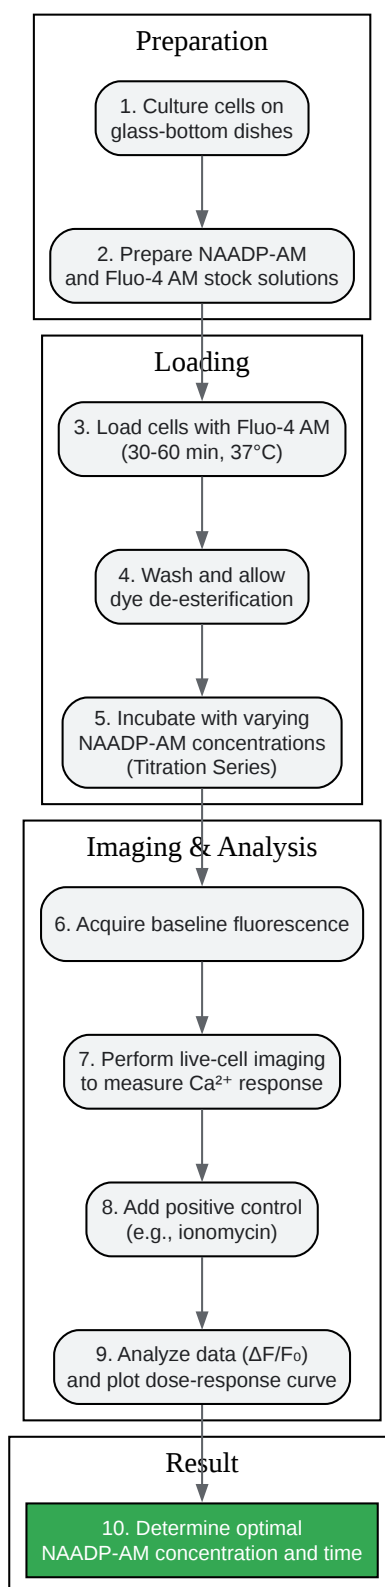 Preparation
1. Culture cells on
glass-bottom dishes
2. Prepare NAADP-AM
and Fluo-4 AM stock solutions
Loading
3. Load cells with Fluo-4 AM
(30-60 min, 37°C)
4. Wash and allow
dye de-esterification
5. Incubate with varying
NAADP-AM concentrations
(Titration Series)
Imaging & Analysis
6. Acquire baseline fluorescence
7. Perform live-cell imaging
to measure Ca²⁺ response
8. Add positive control
(e.g., ionomycin)
9. Analyze data (ΔF/F₀)
and plot dose-response curve
Result
10. Determine optimal
NAADP-AM concentration and time